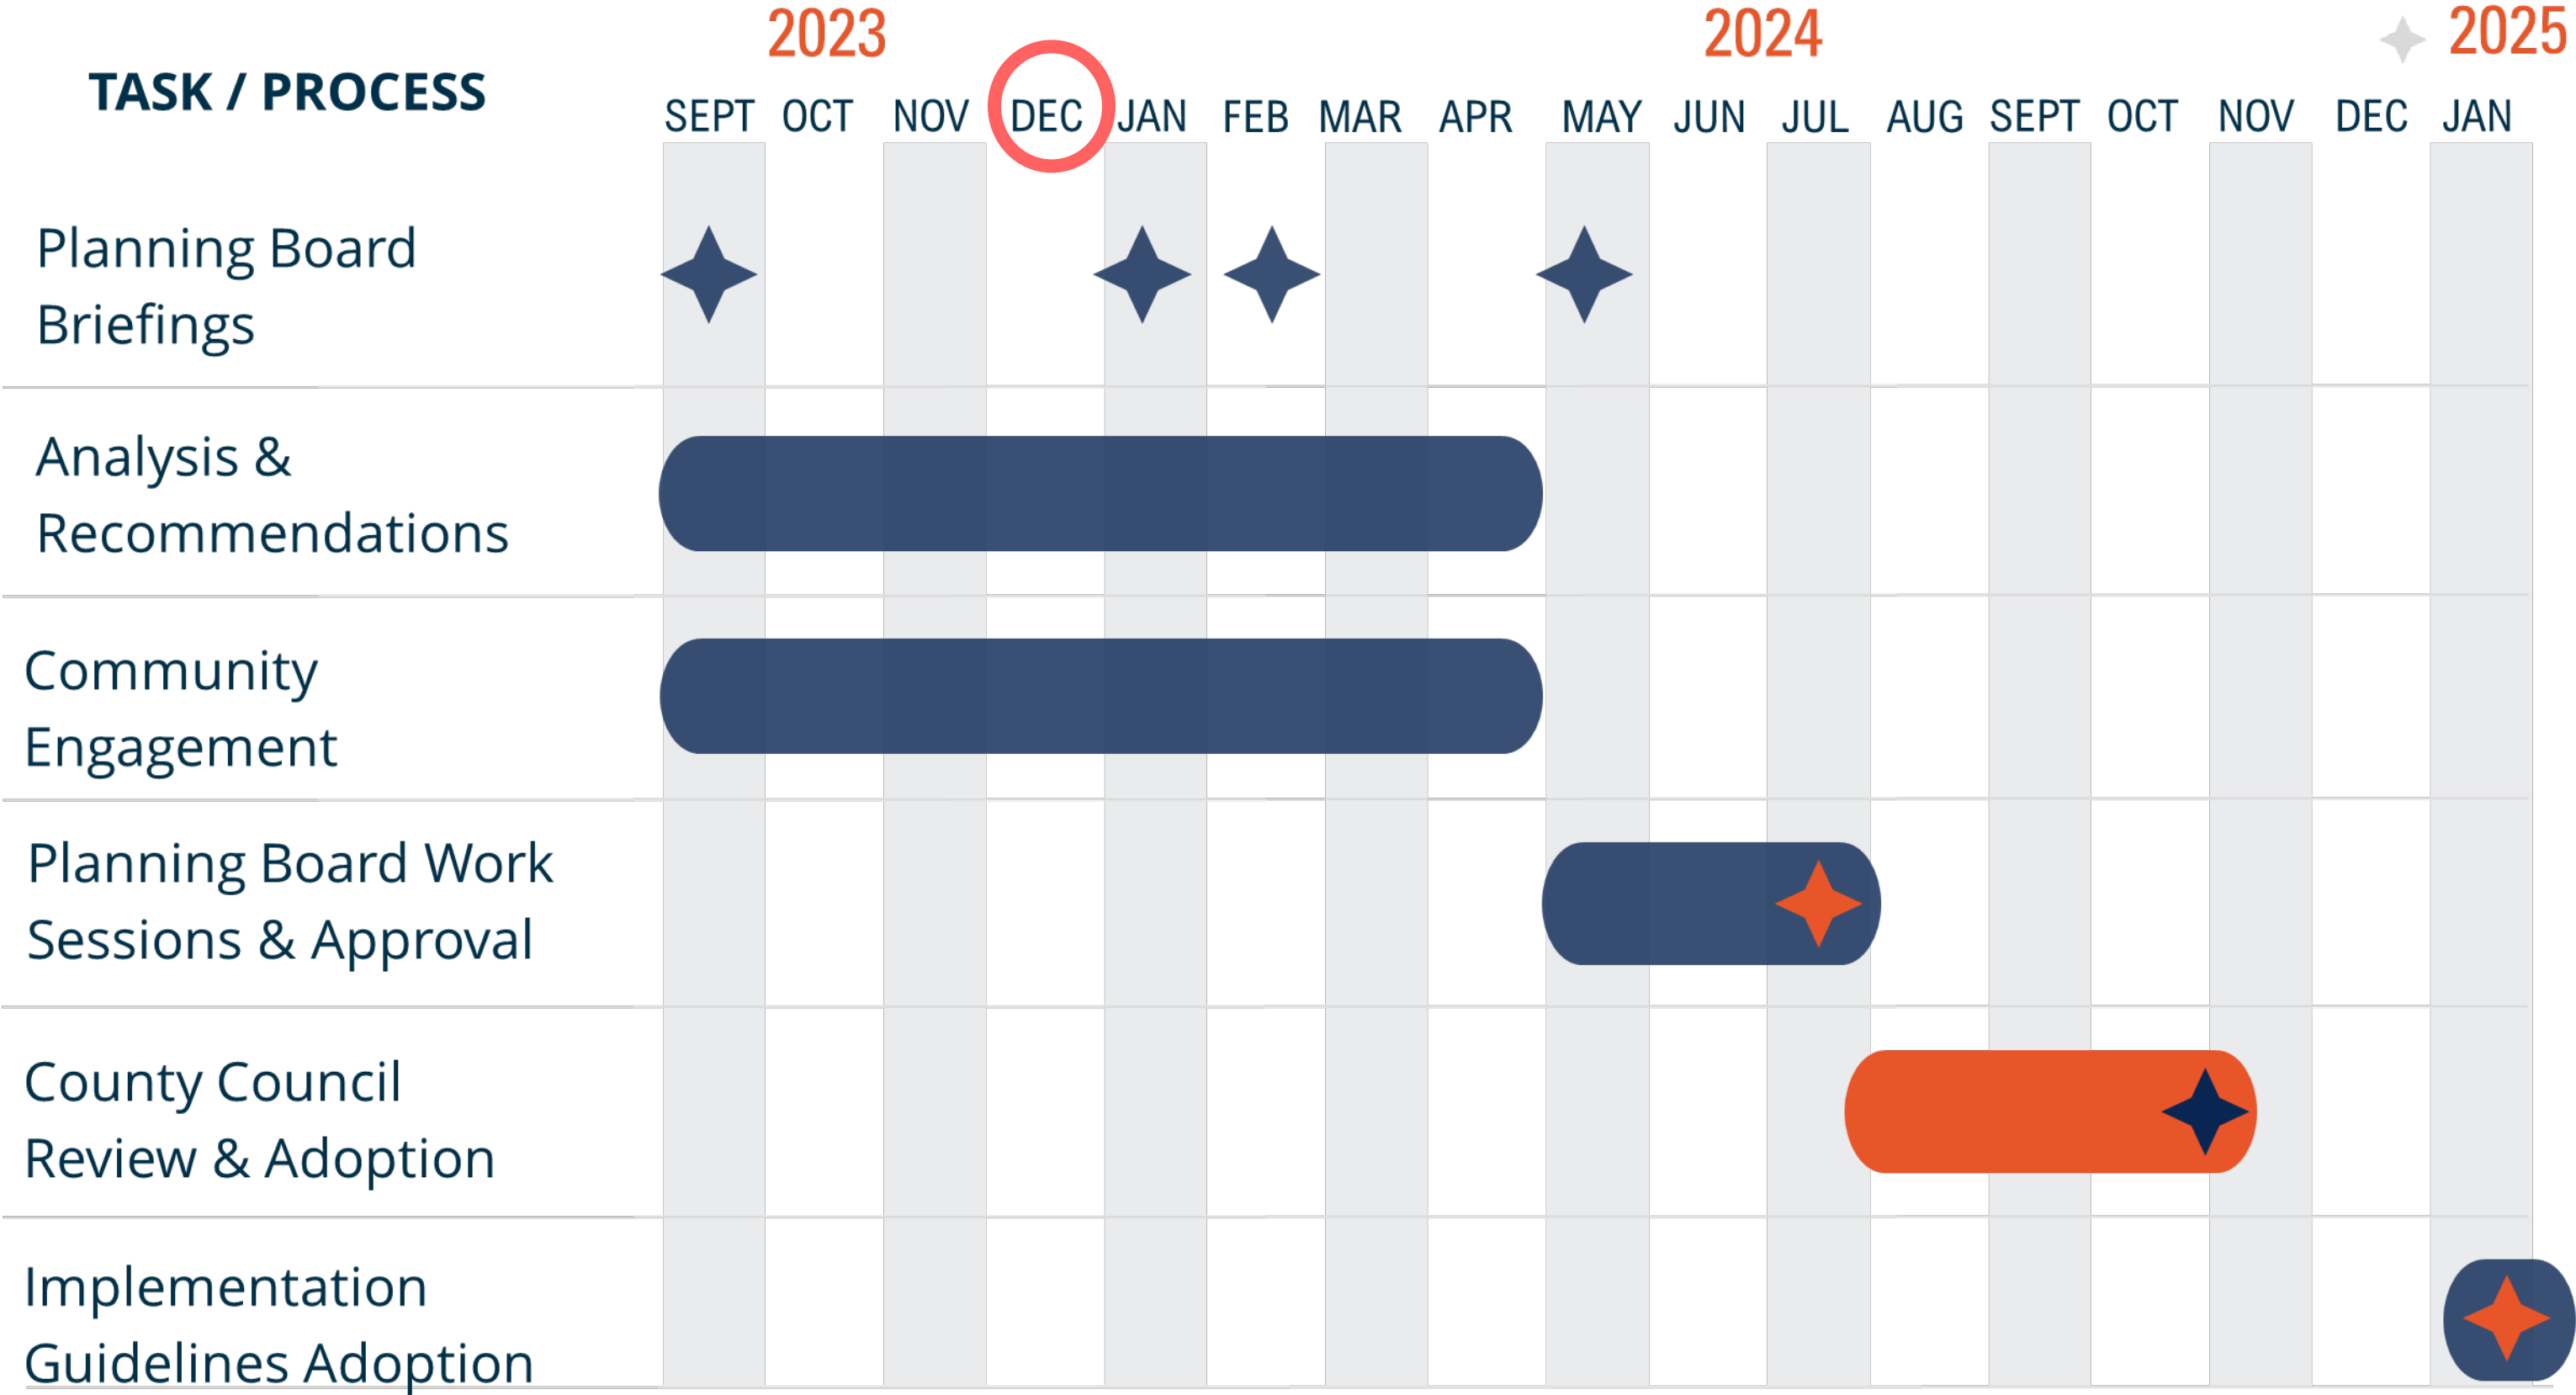 2023 2024 2025
TASK / PROCESS
SEPT OCT NOV DEC JAN FEB MAR APR MAY JUN JUL AUG SEPT OCT NOV DEC JAN
Planning Board
Briefings
Analysis &
Recommendations
Community
Engagement
Planning Board Work
Sessions & Approval
County Council
Review & Adoption
Implementation
Guidelines Adoption